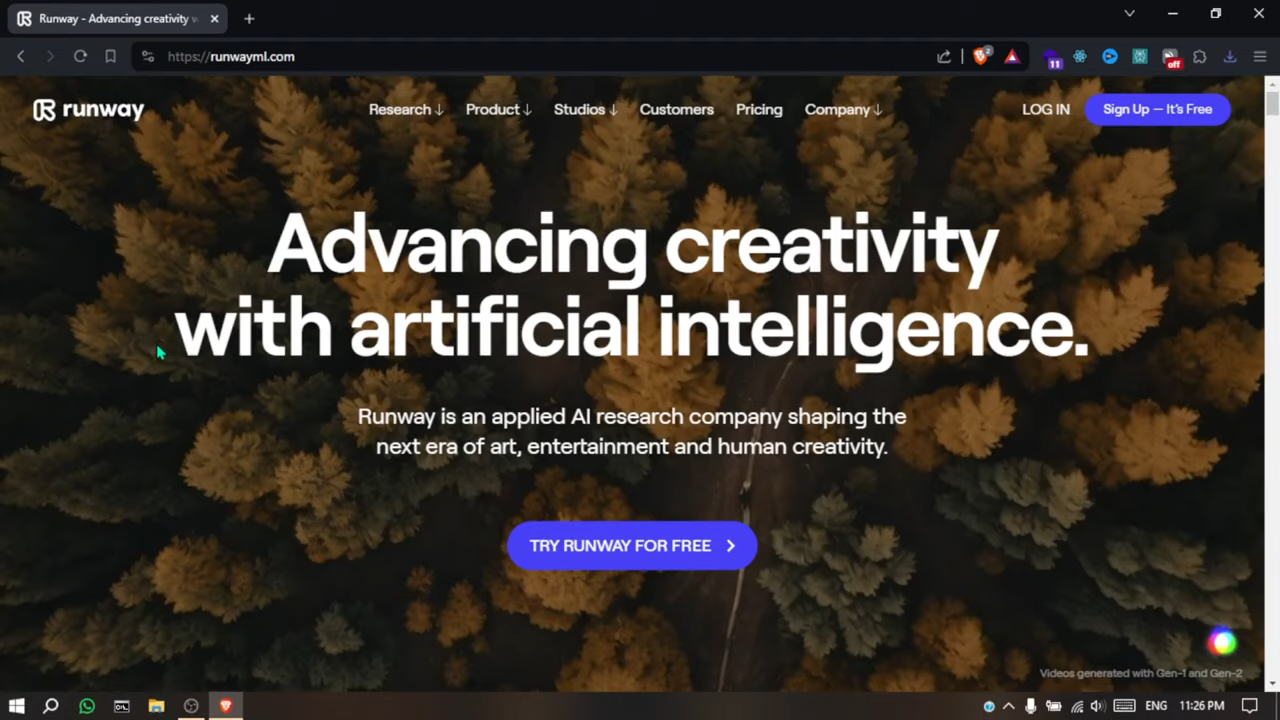 Runway - Advancing creativity w
https://runwayml.com
2
11
off
runway
Research ↓ Product ↓ Studios ↓ Customers Pricing Company ↓ LOG IN Sign Up — It's Free
Advancing creativity
with artificial intelligence.
Runway is an applied AI research company shaping the
next era of art, entertainment and human creativity.
TRY RUNWAY FOR FREE
Videos generated with Gen-1 and Gen-2
ENG 11:26 PM